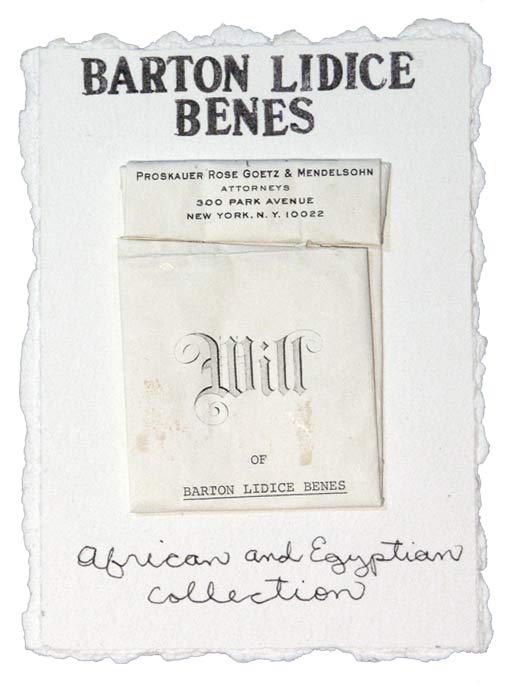 BARTON LIDICE
BENES
PROSKAUER ROSE GOETZ & MENDELSOHN
ATTORNEYS
300 PARK AVENUE
NEW YORK, N. Y. 10022
Will
OF
BARTON LIDICE BENES
African and Egyptian
collection